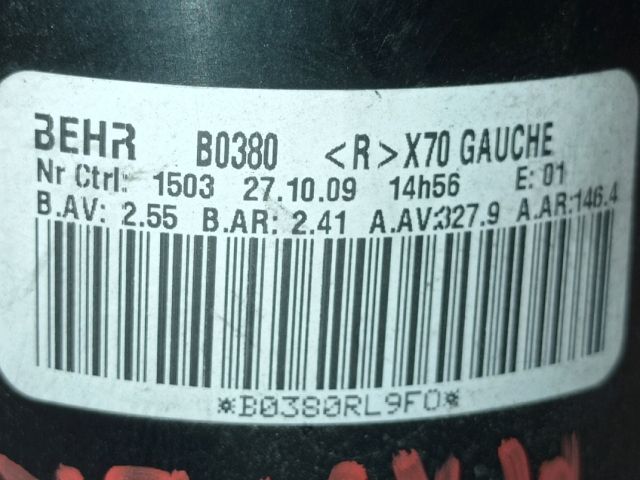 BEHR B0380 <R>X70 GAUCHE
Nr Ctrl: 1503 27.10.09 14h56 E: 01
B.AV: 2.55 B.AR: 2.41 A.AV:327.9 A.AR:146.4
*B0380RL9F0*